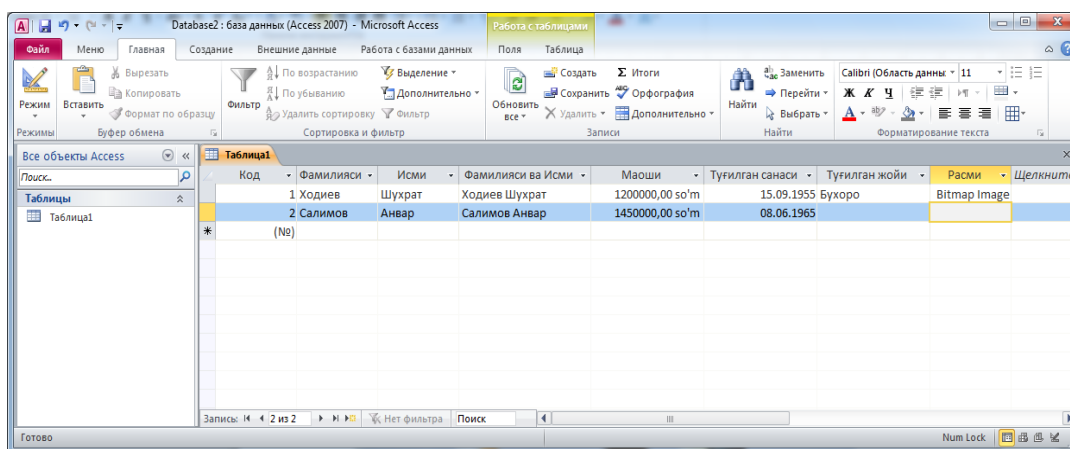 Database2 : база данных (Access 2007) - Microsoft Access
Работа с таблицами
Файл Меню Главная Создание Внешние данные Работа с базами данных Поля Таблица
Вырезать По возрастанию Выделение Создать Итоги Заменить Calibri (Область данны: 11
Режим Вставить Копировать Фильтр По убыванию Дополнительно Обновить все Сохранить Орфография Найти Перейти Ж К Ч
Формат по образцу Удалить сортировку Фильтр Удалить Дополнительно Выбрать А
Режимы Буфер обмена Сортировка и фильтр Записи Найти Форматирование текста
Все объекты Access « Таблица1
Поиск... Код Фамилияси Исми Фамилияси ва Исми Маоши Туғилган санаси Туғилган жойи Расми Щелкните
Таблицы 1 Ходиев Шухрат Ходиев Шухрат 1200000,00 so'm 15.09.1955 Бухоро Bitmap Image
Таблица1 2 Салимов Анвар Салимов Анвар 1450000,00 so'm 08.06.1965
* (№)
Запись: 2 из 2 Нет фильтра Поиск
Готово Num Lock